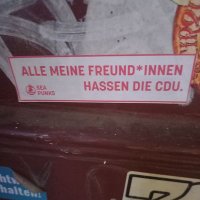 ALLE MEINE FREUND*INNEN
HASSEN DIE CDU.
SEA
PUNKS